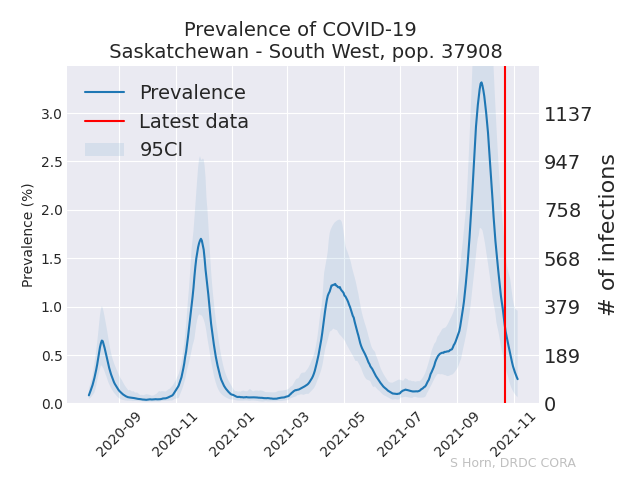 Prevalence of COVID-19
Saskatchewan - South West, pop. 37908
Prevalence
Latest data
95CI
Prevalence (%)
3.0
2.5
2.0
1.5
1.0
0.5
0.0
1137
947
758
568
379
189
0
# of infections
2020-09
2020-11
2021-01
2021-03
2021-05
2021-07
2021-09
2021-11
S Horn, DRDC CORA